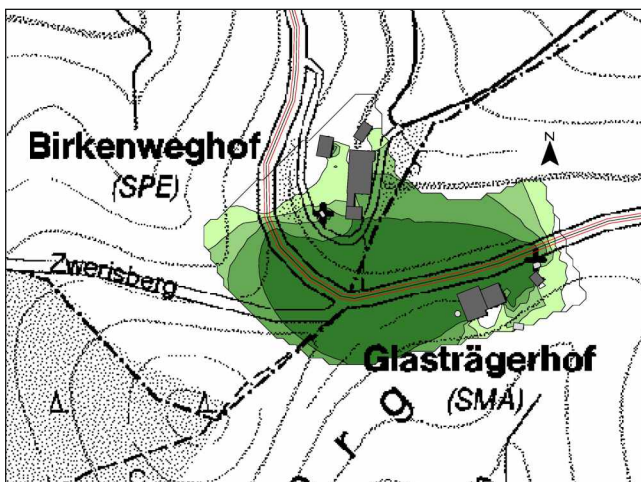 N
Birkenweghof
(SPE)
Zwerisberg
Glasträgerhof
(SMA)
g
r